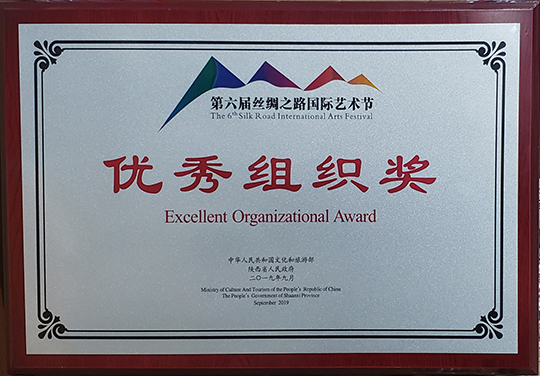 第六届丝绸之路国际艺术节
The 6th Silk Road International Arts Festival
优秀组织奖
Excellent Organizational Award
中华人民共和国文化和旅游部
陕西省人民政府
二〇一九年九月
Ministry of Culture And Tourism of the People's Republic of China
The People's Government of Shaanxi Province
September 2019